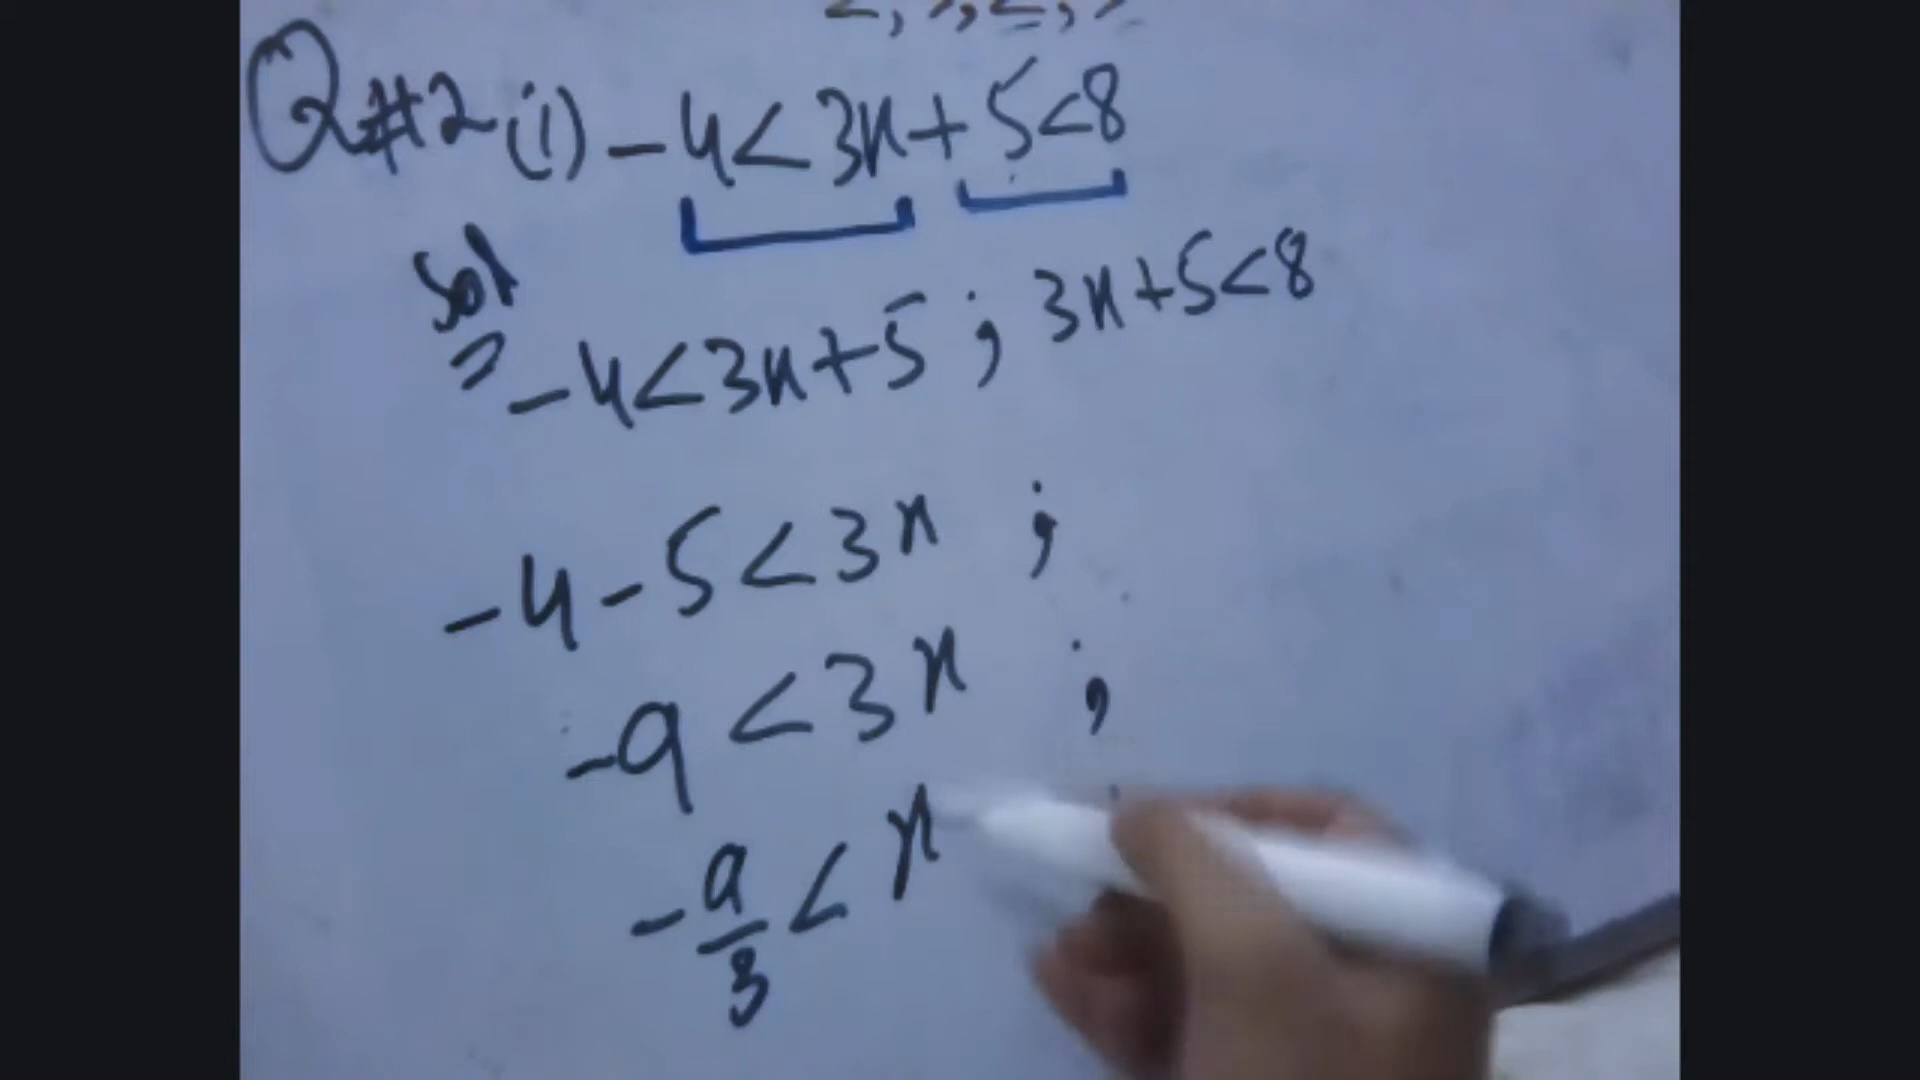 <, >, ≤, ≥
Q#2 (i) -4<3x+5<8
Sol
-4<3x+5 ; 3x+5<8
-4-5<3x ;
-9<3x ;
-9/3<x